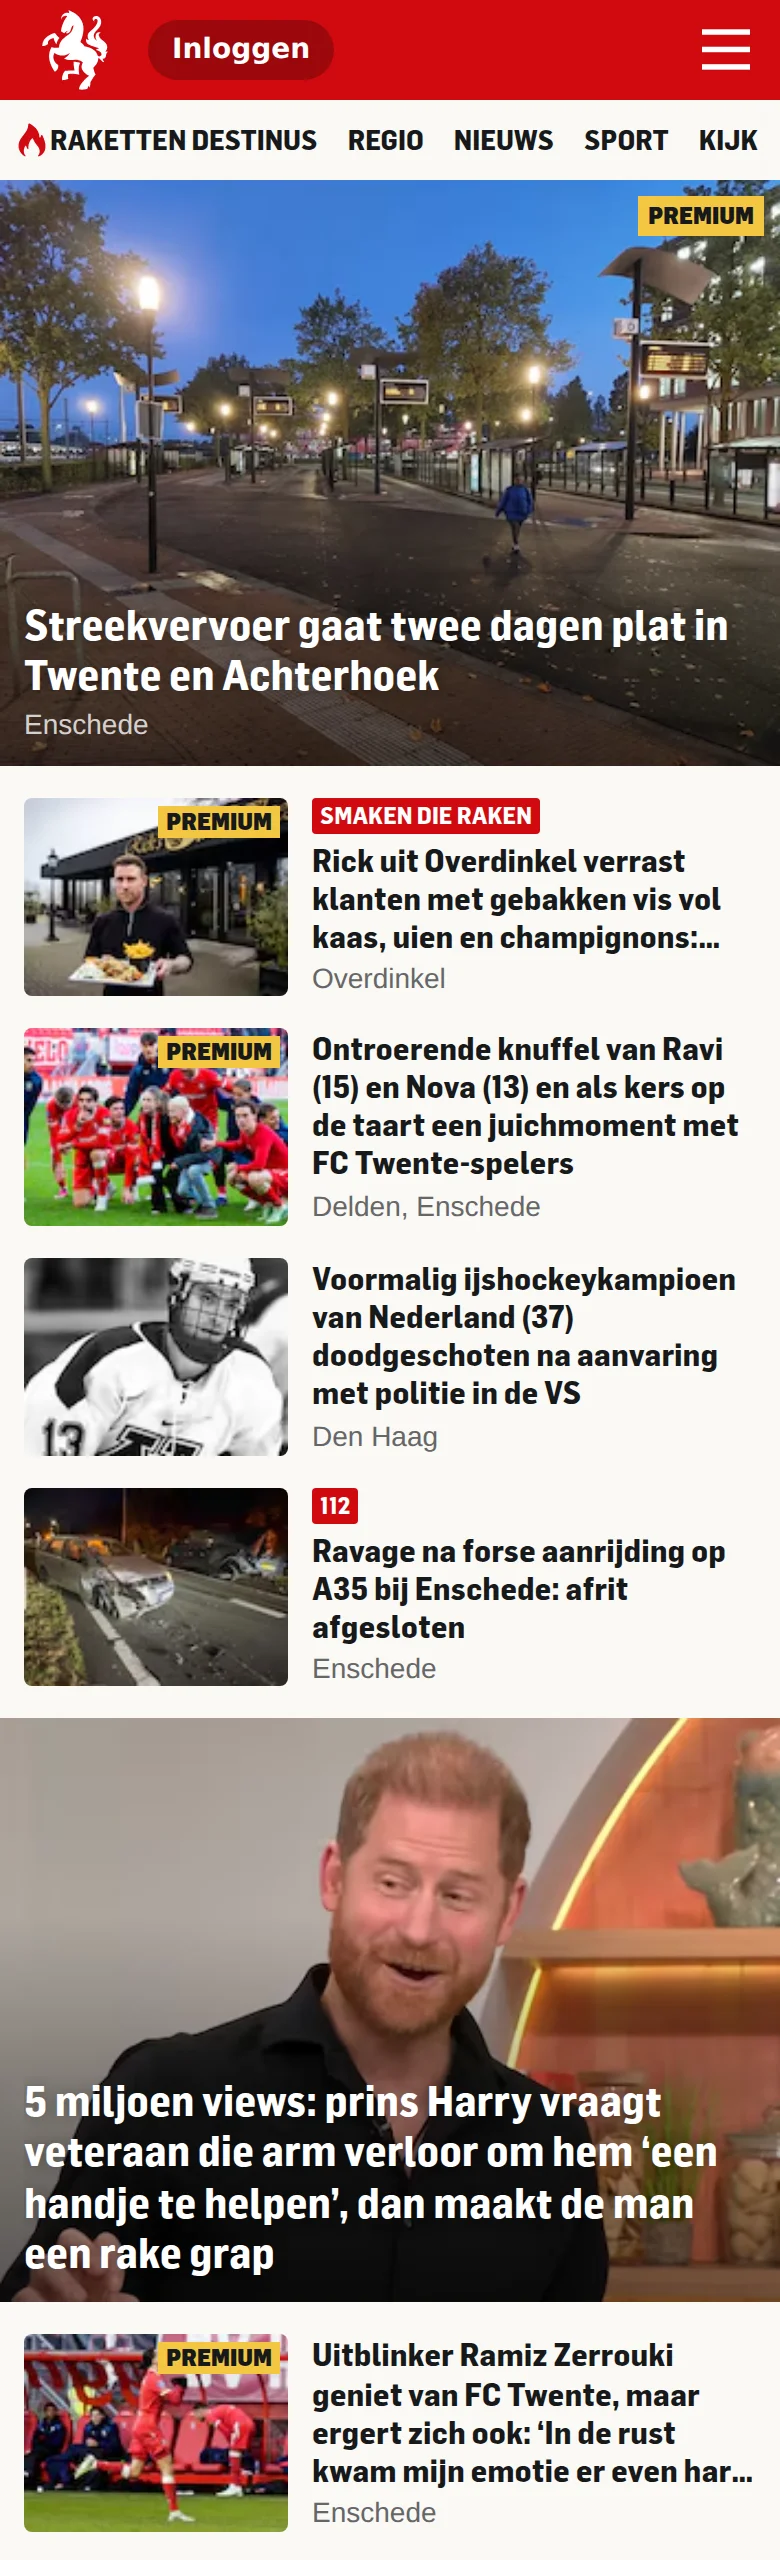 Inloggen
RAKETTEN DESTINUS REGIO NIEUWS SPORT KIJK
PREMIUM
Streekvervoer gaat twee dagen plat in
Twente en Achterhoek
Enschede
PREMIUM
SMAKEN DIE RAKEN
Rick uit Overdinkel verrast
klanten met gebakken vis vol
kaas, uien en champignons:...
Overdinkel
PREMIUM
Ontroerende knuffel van Ravi
(15) en Nova (13) en als kers op
de taart een juichmoment met
FC Twente-spelers
Delden, Enschede
13
Voormalig ijshockeykampioen
van Nederland (37)
doodgeschoten na aanvaring
met politie in de VS
Den Haag
112
Ravage na forse aanrijding op
A35 bij Enschede: afrit
afgesloten
Enschede
5 miljoen views: prins Harry vraagt
veteraan die arm verloor om hem ‘een
handje te helpen’, dan maakt de man
een rake grap
PREMIUM
Uitblinker Ramiz Zerrouki
geniet van FC Twente, maar
ergert zich ook: ‘In de rust
kwam mijn emotie er even har...
Enschede